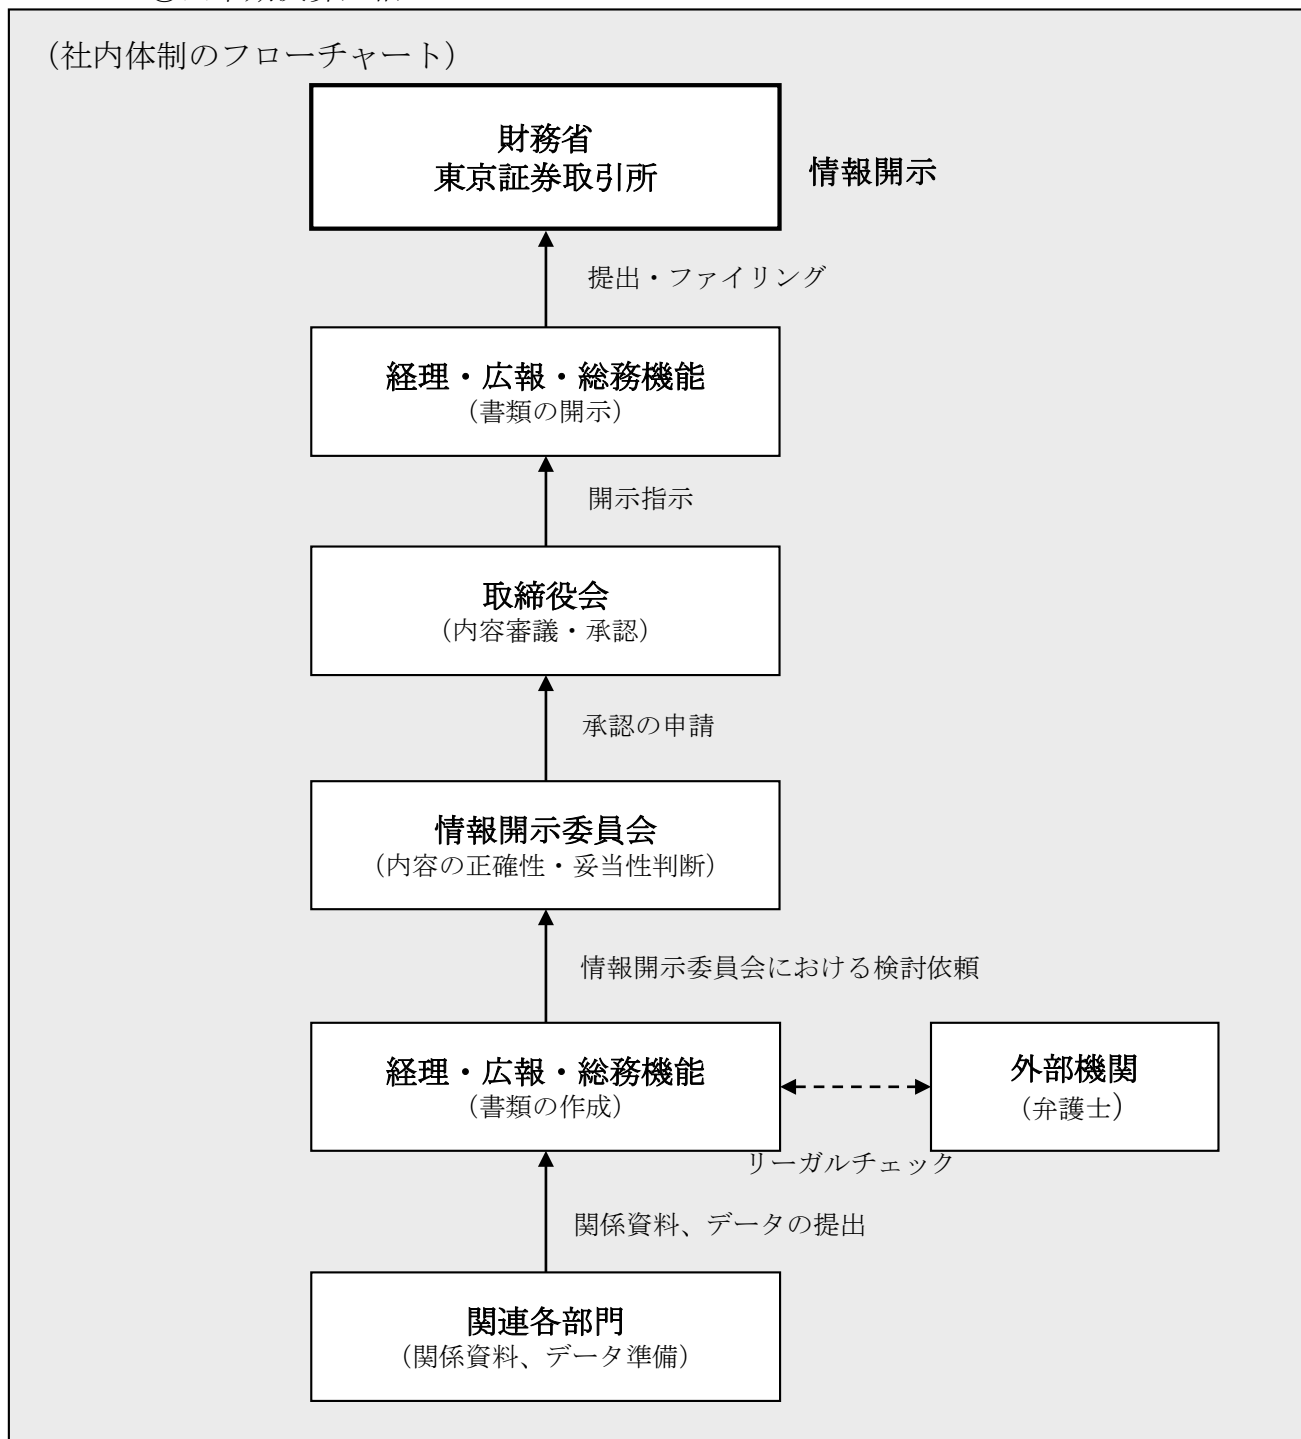 （社内体制のフローチャート）
財務省
東京証券取引所
情報開示
提出・ファイリング
経理・広報・総務機能
（書類の開示）
開示指示
取締役会
（内容審議・承認）
承認の申請
情報開示委員会
（内容の正確性・妥当性判断）
情報開示委員会における検討依頼
経理・広報・総務機能
（書類の作成）
外部機関
（弁護士）
リーガルチェック
関係資料、データの提出
関連各部門
（関係資料、データ準備）